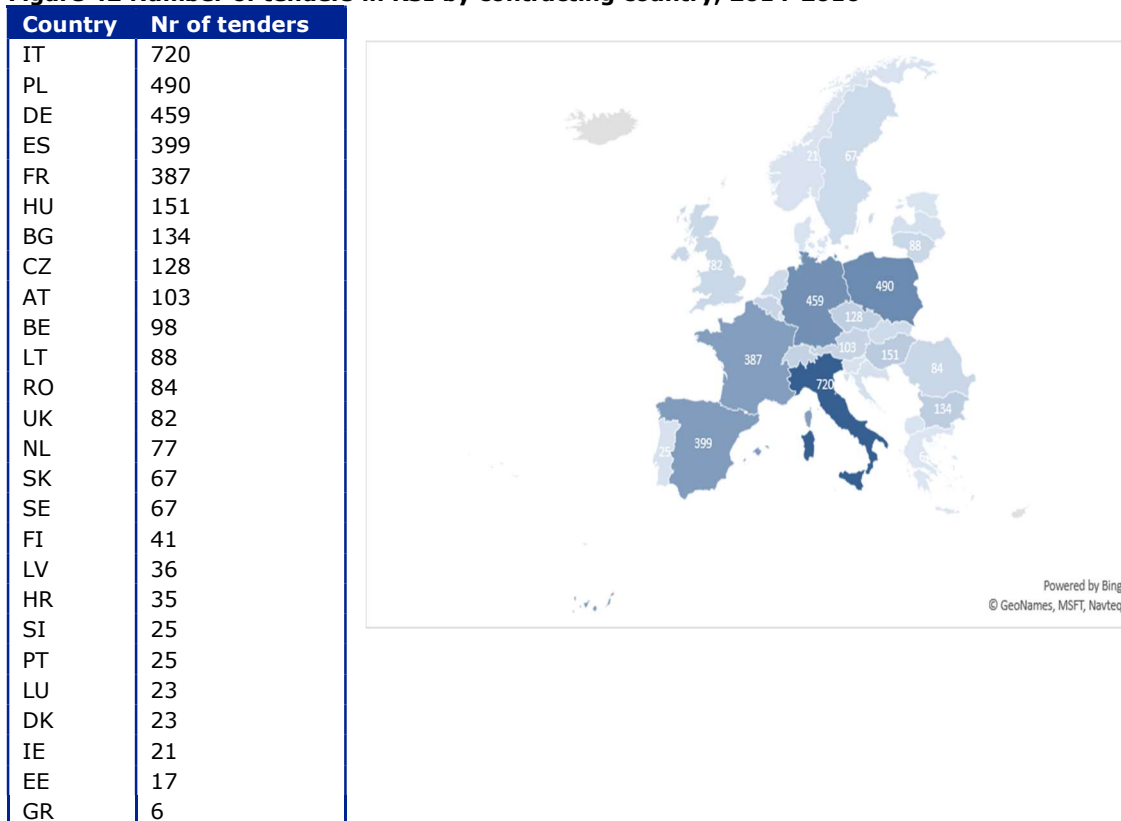 Country Nr of tenders
IT 720
PL 490
DE 459
ES 399
FR 387
HU 151
BG 134
CZ 128
AT 103
BE 98
LT 88
RO 84
UK 82
NL 77
SK 67
SE 67
FI 41
LV 36
HR 35
SI 25
PT 25
LU 23
DK 23
IE 21
EE 17
GR 6
21
67
88
82
490
459
128
103
151
387
84
720
134
399
25
6
Powered by Bing
© GeoNames, MSFT, Navteq